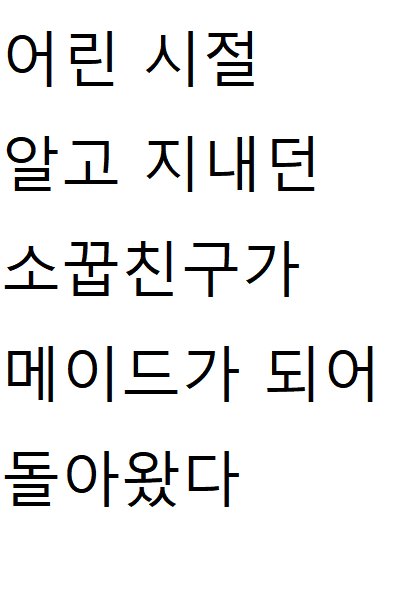 어린 시절
알고 지내던
소꿉친구가
메이드가 되어
돌아왔다